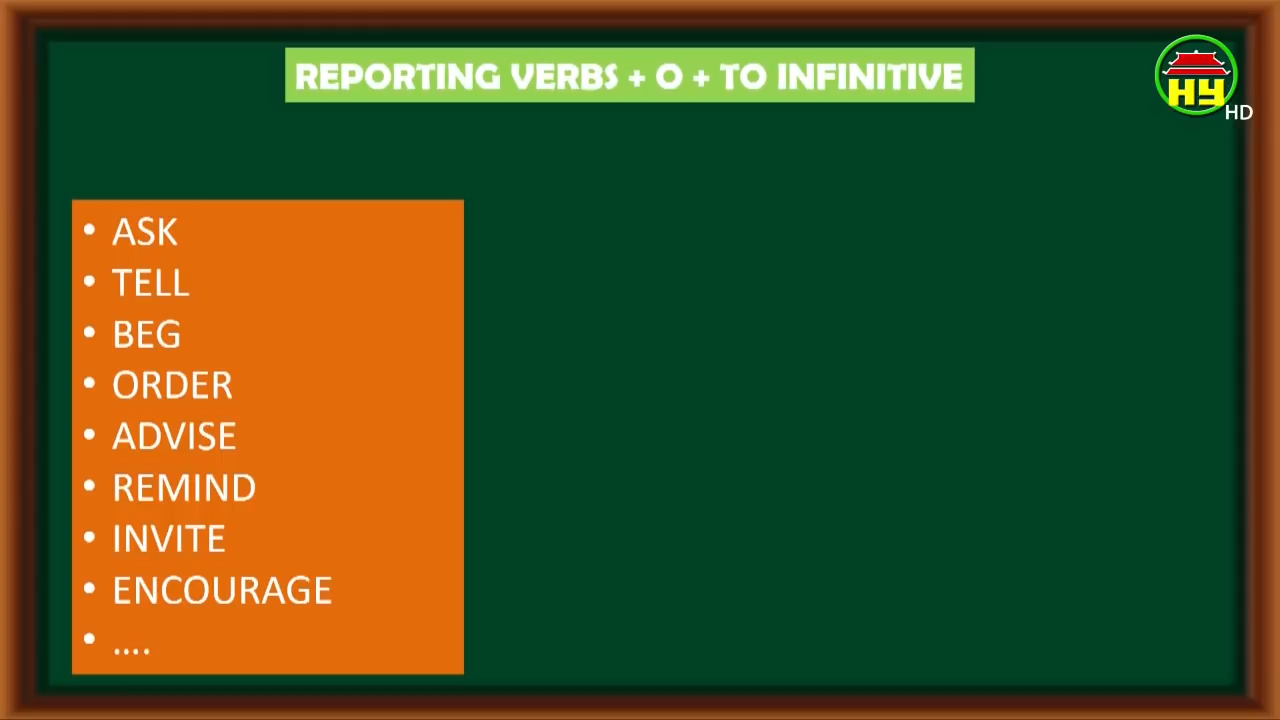 REPORTING VERBS + O + TO INFINITIVE
HY
HD
• ASK
• TELL
• BEG
• ORDER
• ADVISE
• REMIND
• INVITE
• ENCOURAGE
• ....